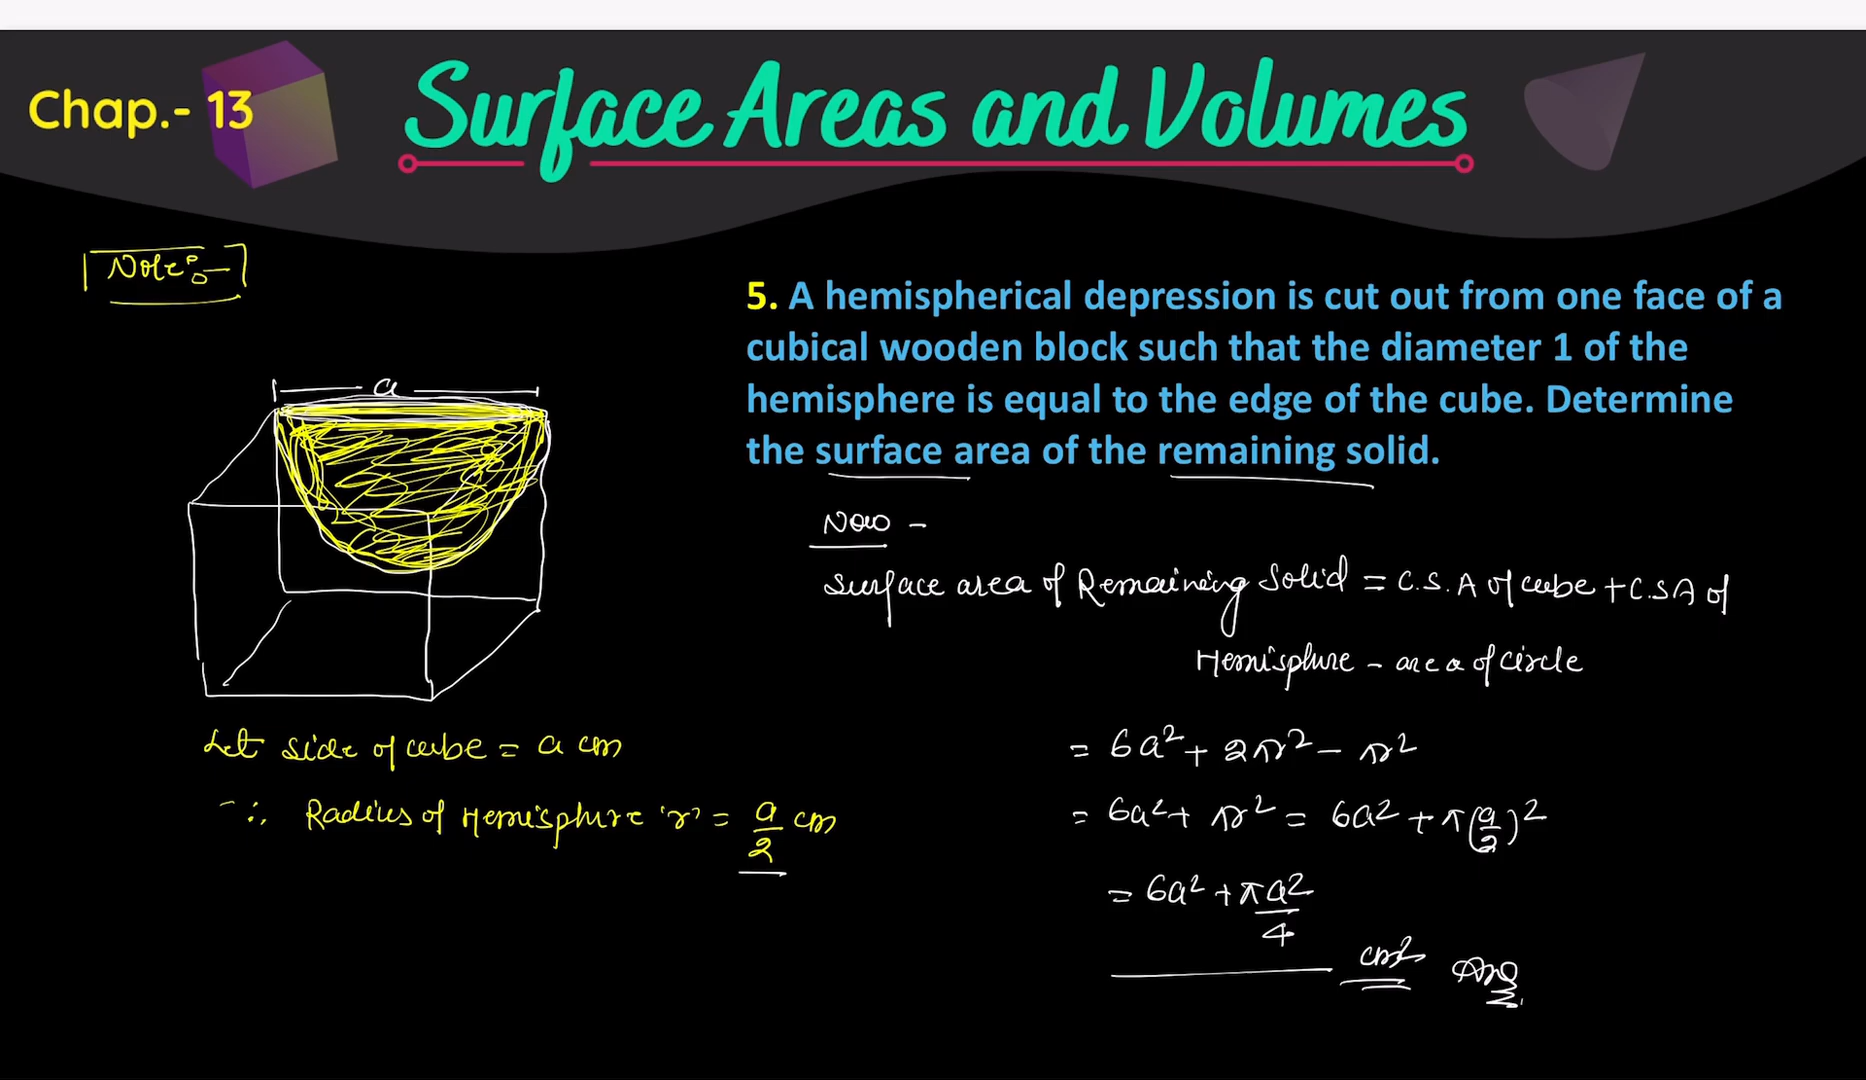 Chap.- 13
Surface Areas and Volumes
Note:-
a
5. A hemispherical depression is cut out from one face of a
cubical wooden block such that the diameter 1 of the
hemisphere is equal to the edge of the cube. Determine
the surface area of the remaining solid.
Now -
Surface area of Remaining Solid = C.S.A of cube + C.S.A of
Hemisphere - area of circle
Let side of cube = a cm
∴ Radius of Hemisphere 'r' = a/2 cm
= 6a² + 2πr² - πr²
= 6a² + πr² = 6a² + π(a/2)²
= 6a² + πa²/4
cm² Ans